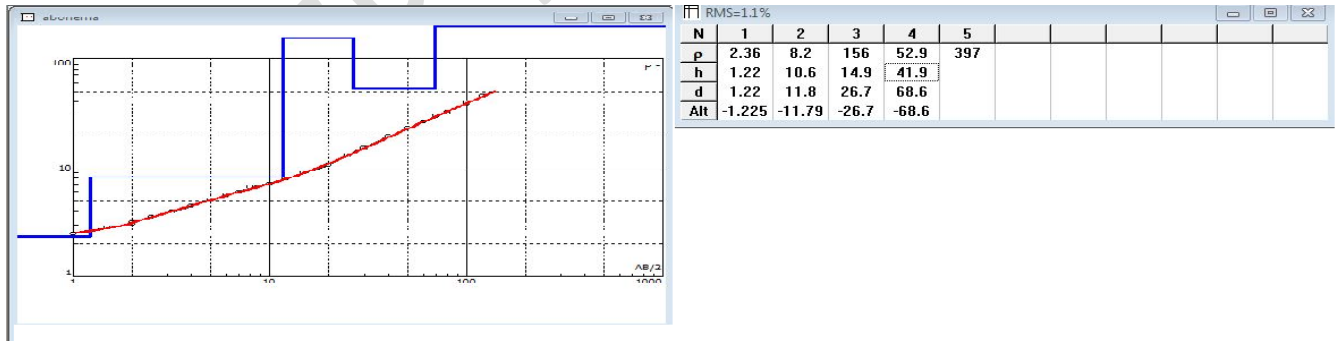 abonema
100
10
1
ρ -
AB/2
1 10 100 1000
RMS=1.1%
N 1 2 3 4 5
ρ 2.36 8.2 156 52.9 397
h 1.22 10.6 14.9 41.9
d 1.22 11.8 26.7 68.6
Alt -1.225 -11.79 -26.7 -68.6